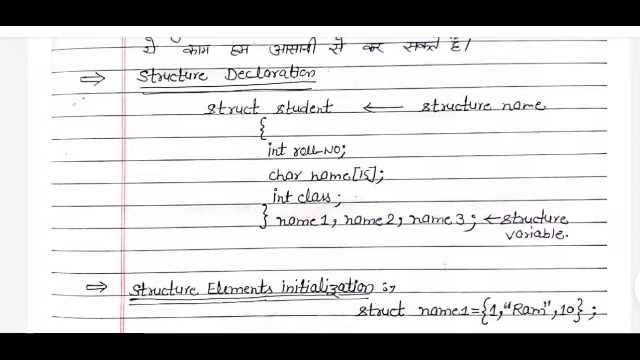 ये काम हम आसानी से कर सकते है।
⇒ Structure Declaration
struct student ← structure name
{
int roll-No;
char name[15];
int class;
} name1, name2, name3; ← structure
variable.
⇒ Structure Elements initialization :,
struct name1={1,"Ram",10};